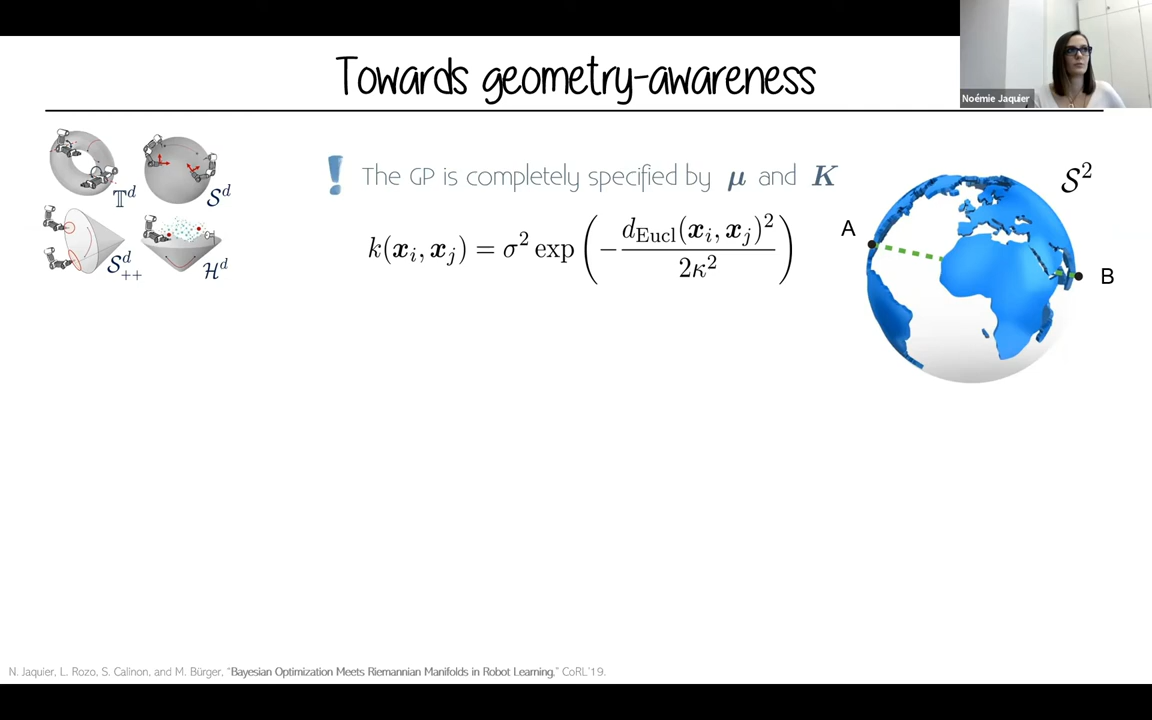 Towards geometry-awareness
Noémie Jaquier
𝕋^d
𝒮^d
𝒮^d_{++}
ℋ^d
! The GP is completely specified by μ and K
k(x_i, x_j) = σ^2 exp ( - d_Eucl(x_i, x_j)^2 / 2κ^2 )
𝒮^2
A
B
N. Jaquier, L. Rozo, S. Calinon, and M. Bürger, “Bayesian Optimization Meets Riemannian Manifolds in Robot Learning,” CoRL’19.